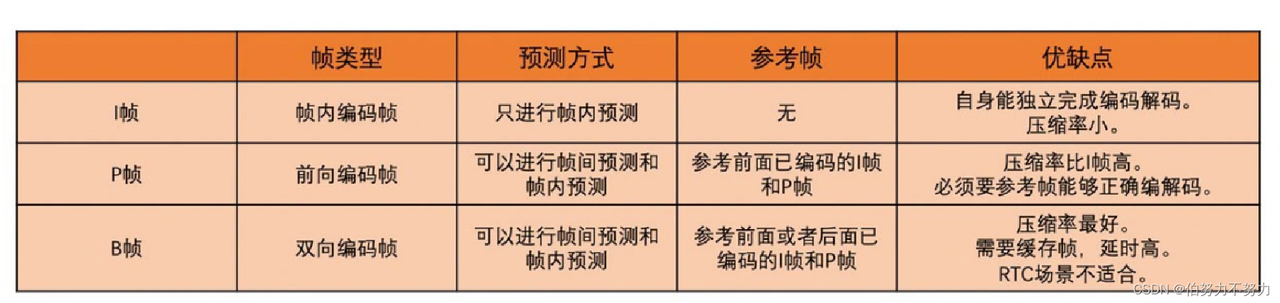 帧类型 预测方式 参考帧 优缺点
I帧 帧内编码帧 只进行帧内预测 无 自身能独立完成编码解码。
压缩率小。
P帧 前向编码帧 可以进行帧间预测和
帧内预测
参考前面已编码的I帧
和P帧
压缩率比I帧高。
必须要参考帧能够正确编解码。
B帧 双向编码帧 可以进行帧间预测和
帧内预测
参考前面或者后面已
编码的I帧和P帧
压缩率最好。
需要缓存帧，延时高。
RTC场景不适合。
CSDN @伯努力不努力